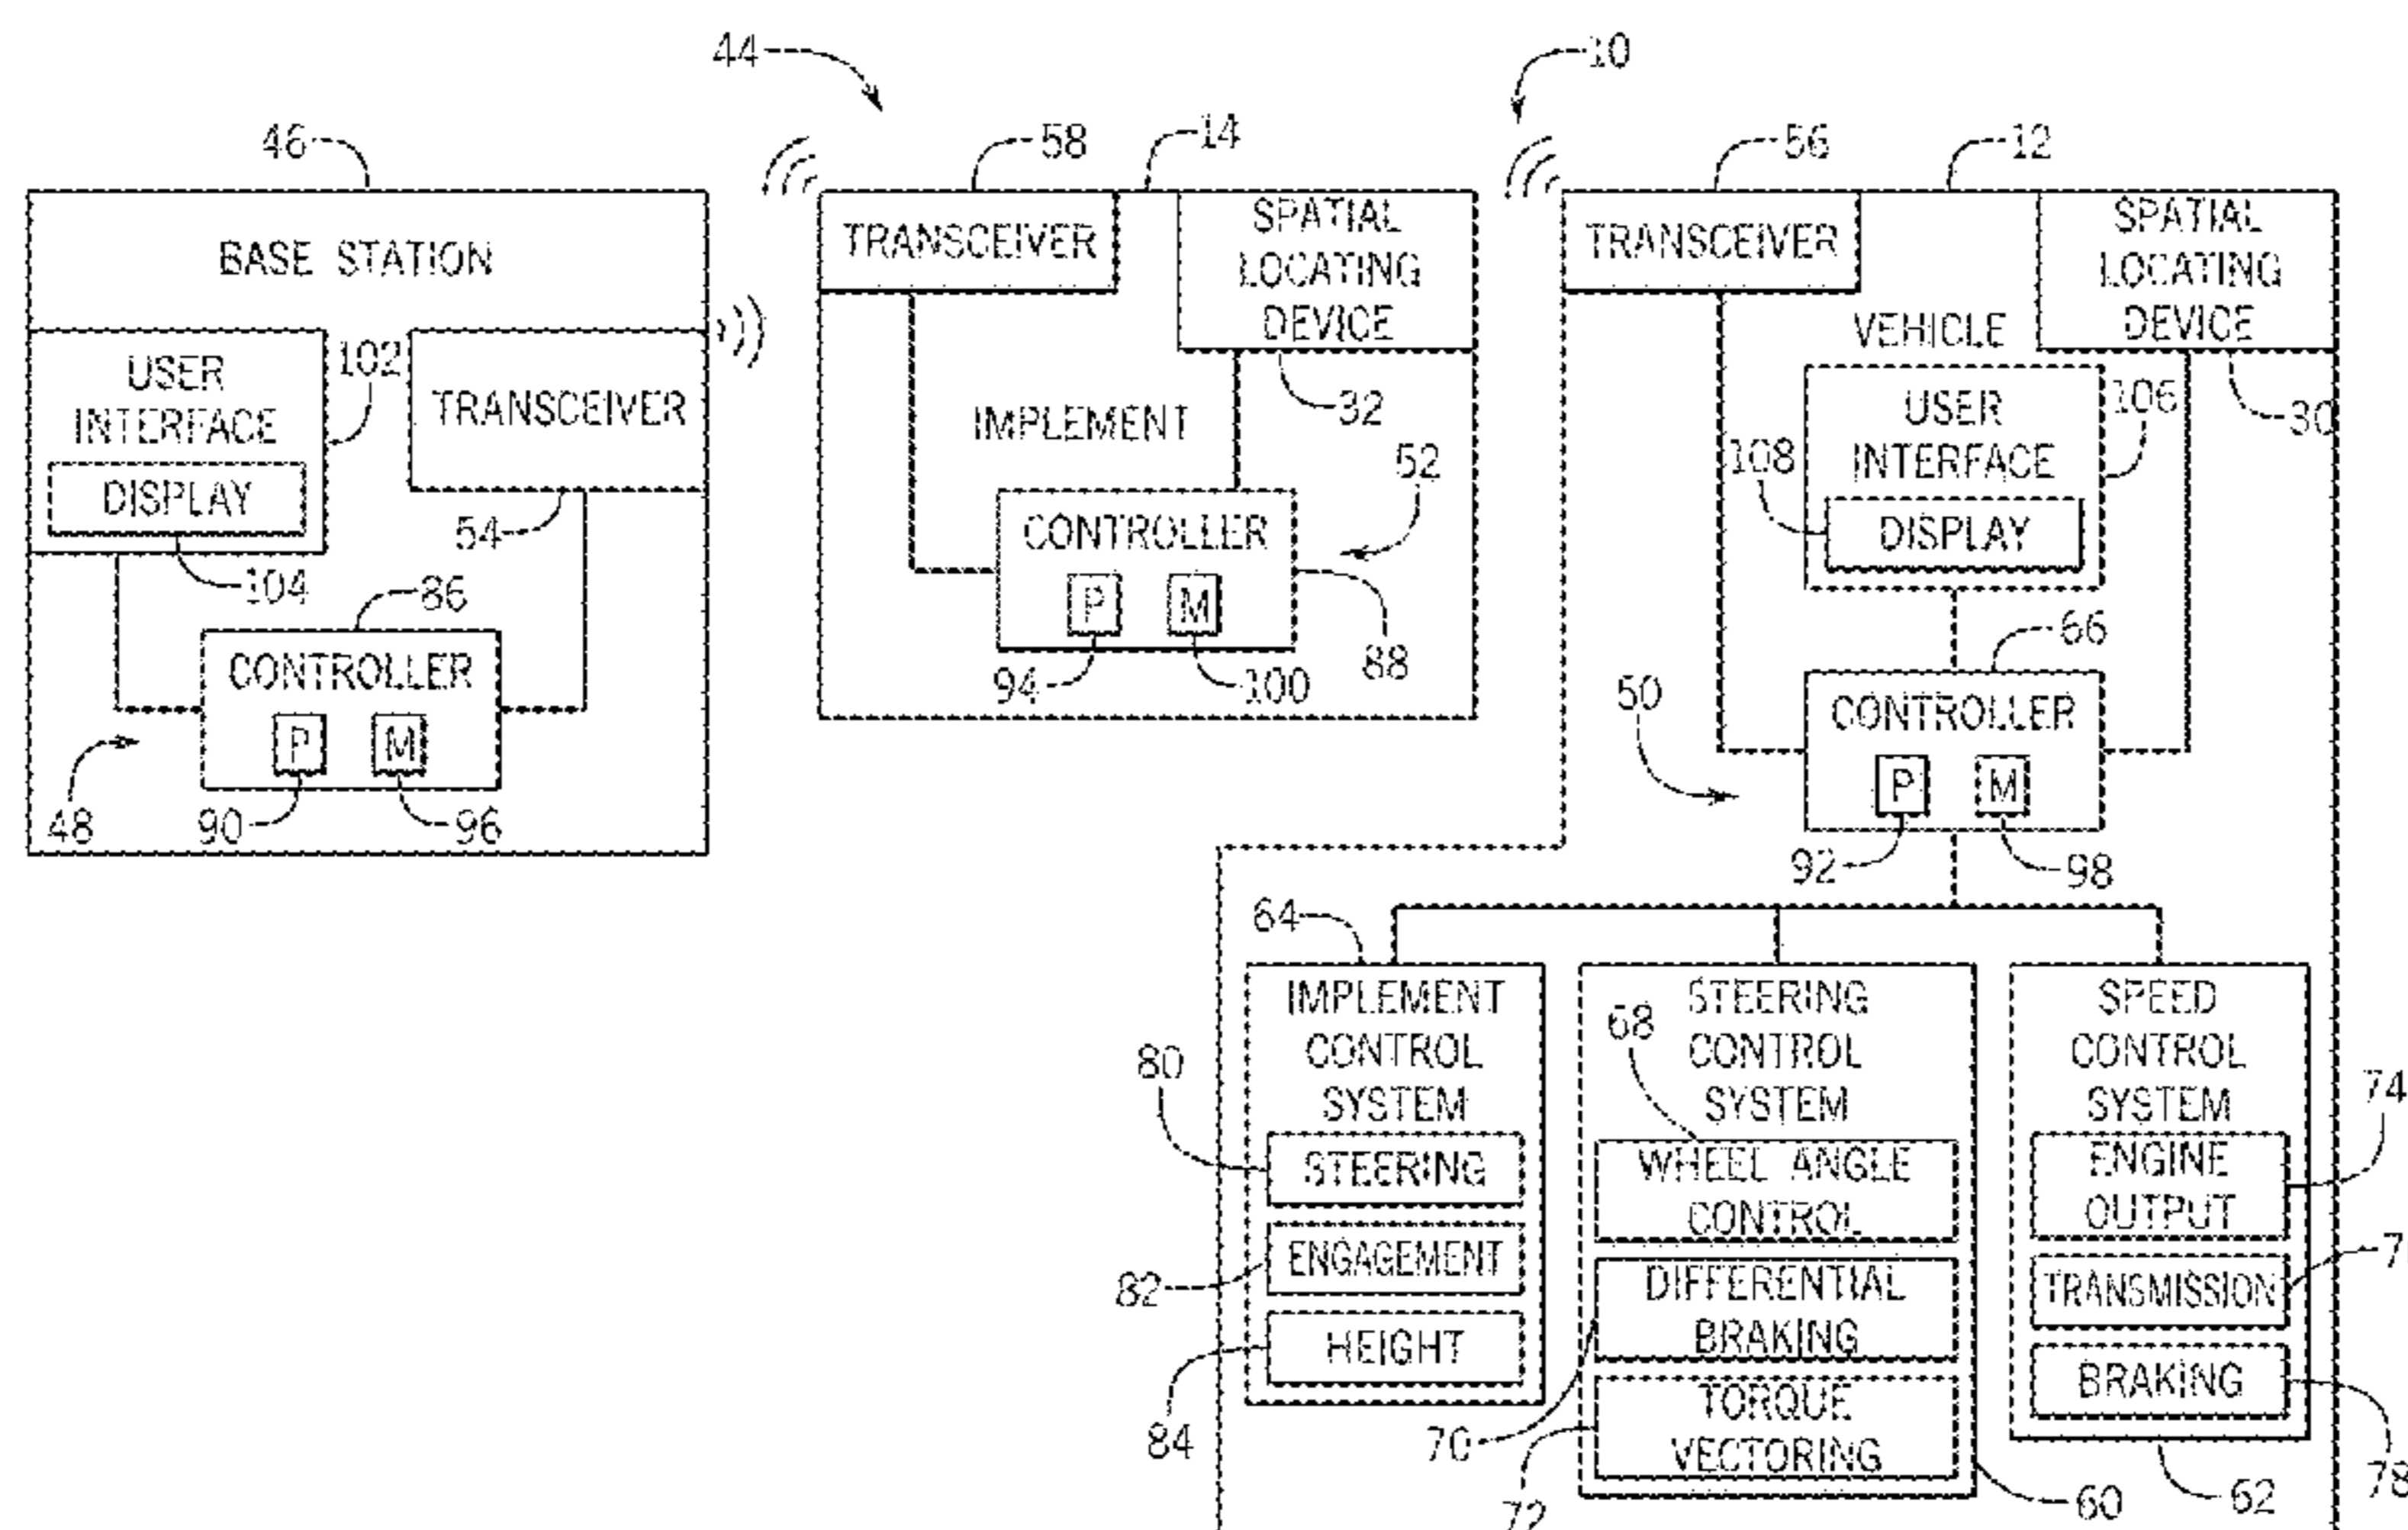 44
10
46
58
14
56
12
BASE STATION
USER
INTERFACE
DISPLAY
102
TRANSCEIVER
54
104
86
CONTROLLER
P
M
48
90
96
TRANSCEIVER
SPATIAL
LOCATING
DEVICE
32
IMPLEMENT
52
CONTROLLER
P
M
88
94
100
TRANSCEIVER
SPATIAL
LOCATING
DEVICE
VEHICLE
30
106
USER
INTERFACE
108
DISPLAY
66
50
CONTROLLER
P
M
92
98
64
IMPLEMENT
CONTROL
SYSTEM
80
STEERING
82
ENGAGEMENT
84
HEIGHT
STEERING
68
CONTROL
SYSTEM
WHEEL ANGLE
CONTROL
DIFFERENTIAL
BRAKING
70
TORQUE
VECTORING
72
60
SPEED
CONTROL
SYSTEM
74
ENGINE
OUTPUT
TRANSMISSION
BRAKING
78
62